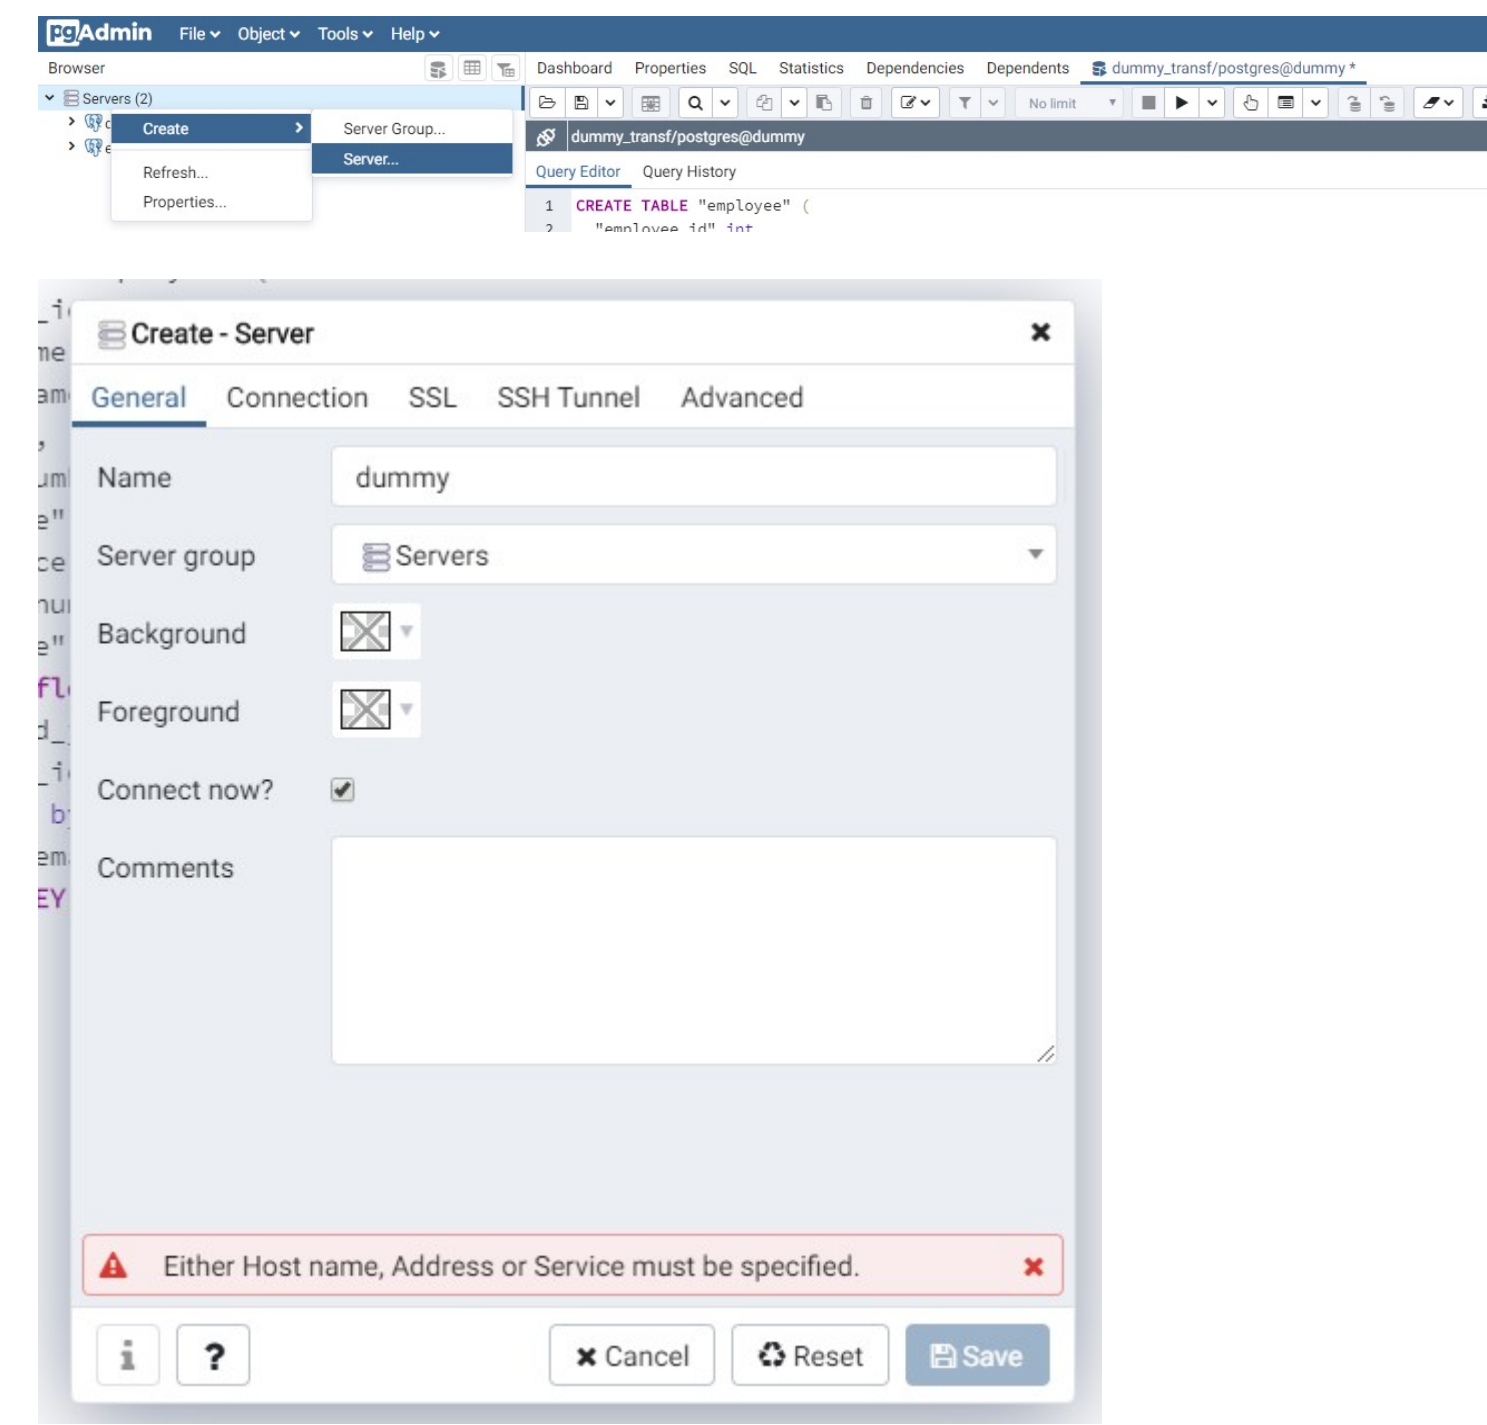 pgAdmin File Object Tools Help
Browser
Dashboard Properties SQL Statistics Dependencies Dependents dummy_transf/postgres@dummy *
Servers (2)
No limit
Create
Server Group...
Server...
Refresh...
Properties...
dummy_transf/postgres@dummy
Query Editor Query History
1 CREATE TABLE "employee" (
2 "employee_id" int
Create - Server
General Connection SSL SSH Tunnel Advanced
Name dummy
Server group Servers
Background
Foreground
Connect now?
Comments
Either Host name, Address or Service must be specified.
i ? Cancel Reset Save